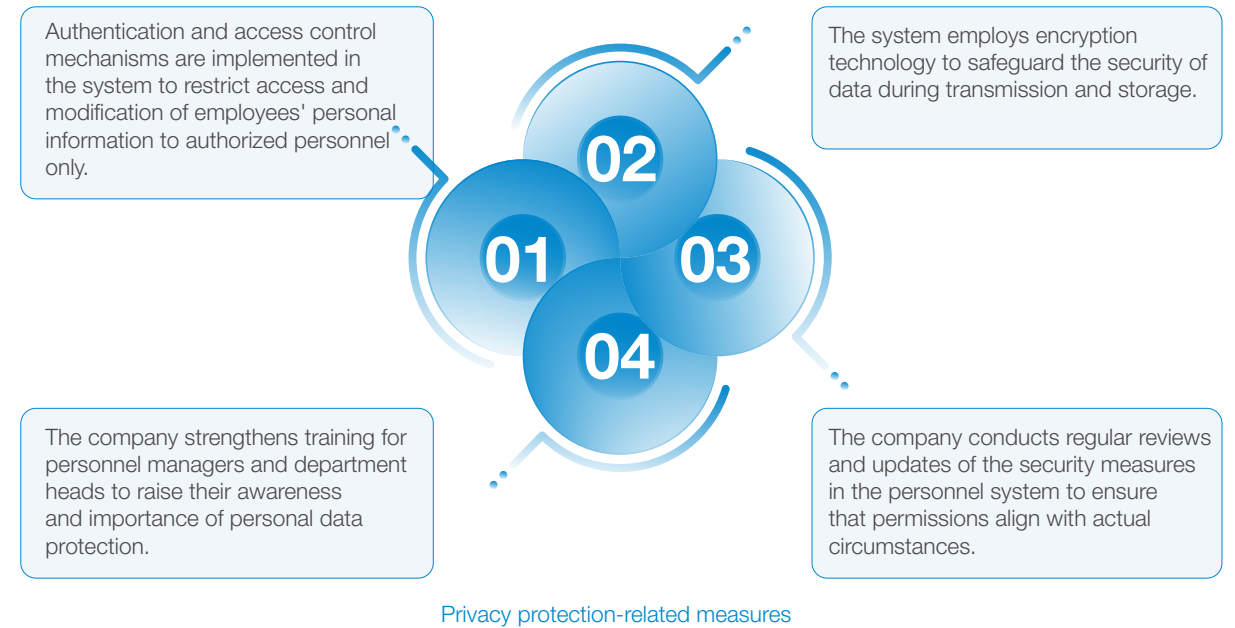 Authentication and access control
mechanisms are implemented in
the system to restrict access and
modification of employees' personal
information to authorized personnel
only.
The system employs encryption
technology to safeguard the security of
data during transmission and storage.
02
01
03
04
The company strengthens training for
personnel managers and department
heads to raise their awareness
and importance of personal data
protection.
The company conducts regular reviews
and updates of the security measures
in the personnel system to ensure
that permissions align with actual
circumstances.
Privacy protection-related measures